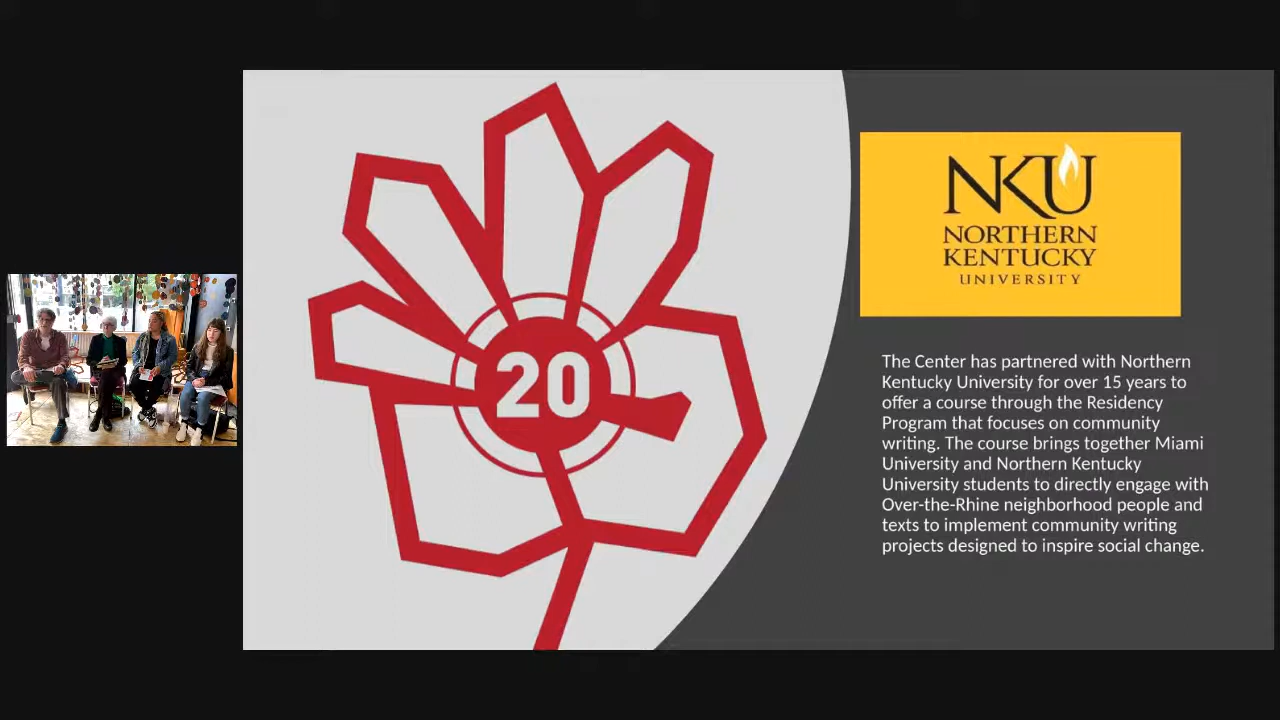 20
NKU
NORTHERN
KENTUCKY
UNIVERSITY
The Center has partnered with Northern
Kentucky University for over 15 years to
offer a course through the Residency
Program that focuses on community
writing. The course brings together Miami
University and Northern Kentucky
University students to directly engage with
Over-the-Rhine neighborhood people and
texts to implement community writing
projects designed to inspire social change.